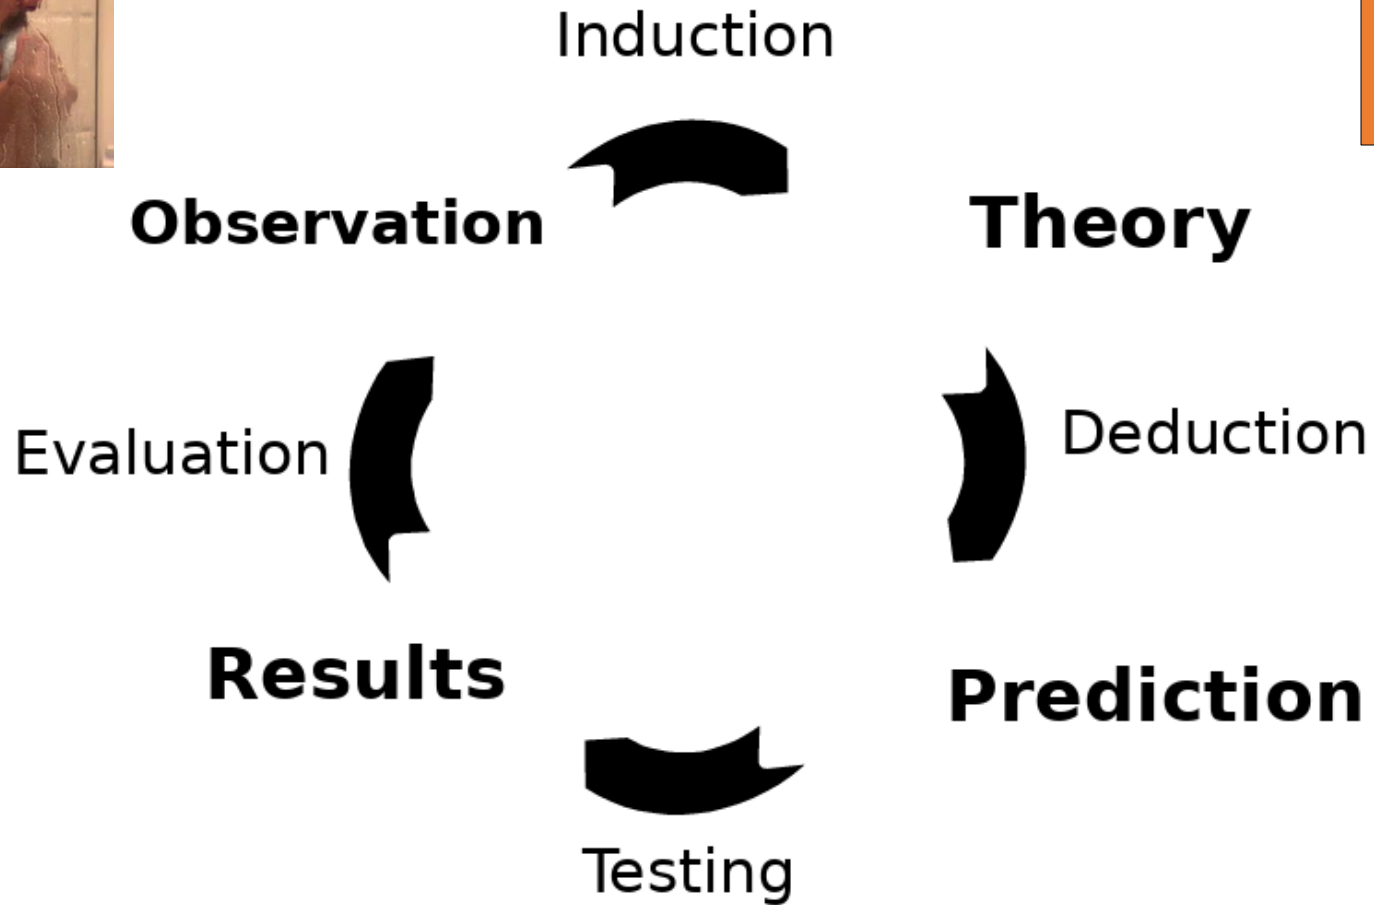 Induction
Observation
Theory
Evaluation
Deduction
Results
Prediction
Testing